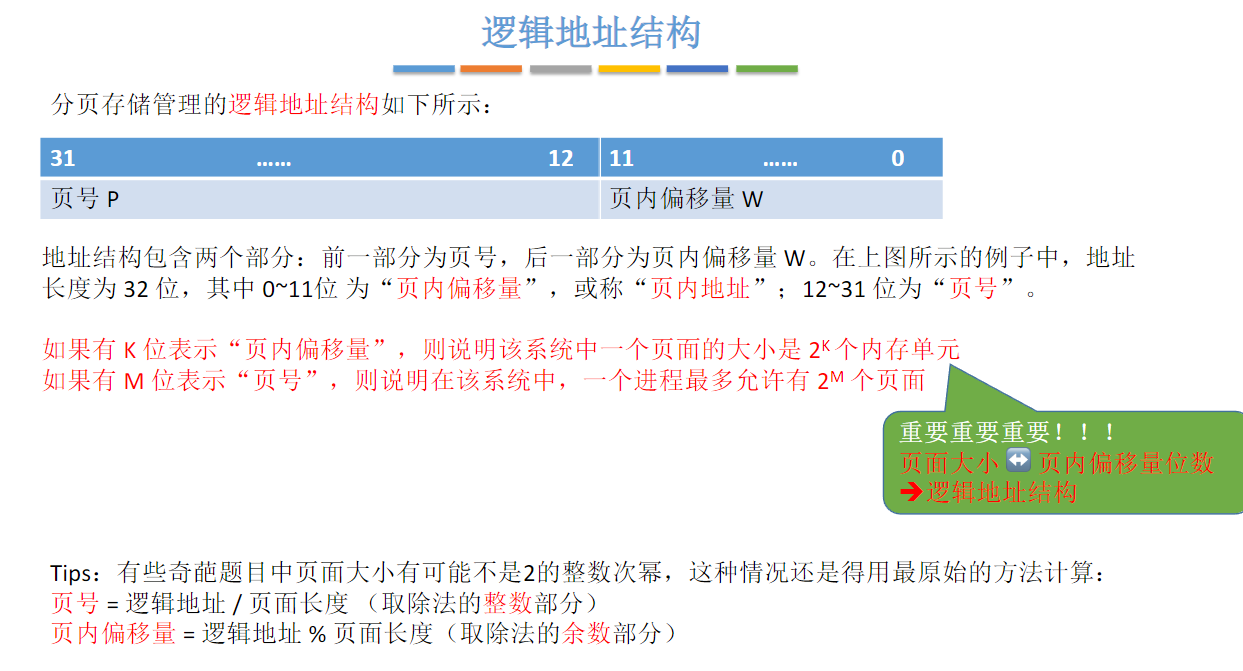 逻辑地址结构
分页存储管理的逻辑地址结构如下所示：
31 …… 12 11 …… 0
页号 P 页内偏移量 W
地址结构包含两个部分：前一部分为页号，后一部分为页内偏移量 W。在上图所示的例子中，地址
长度为 32 位，其中 0~11位 为“页内偏移量”，或称“页内地址”；12~31 位为“页号”。
如果有 K 位表示“页内偏移量”，则说明该系统中一个页面的大小是 2ᴷ 个内存单元
如果有 M 位表示“页号”，则说明在该系统中，一个进程最多允许有 2ᴹ 个页面
重要重要重要！！！
页面大小 ↔️ 页内偏移量位数
➔逻辑地址结构
Tips：有些奇葩题目中页面大小有可能不是2的整数次幂，这种情况还是得用最原始的方法计算：
页号 = 逻辑地址 / 页面长度 （取除法的整数部分）
页内偏移量 = 逻辑地址 % 页面长度（取除法的余数部分）